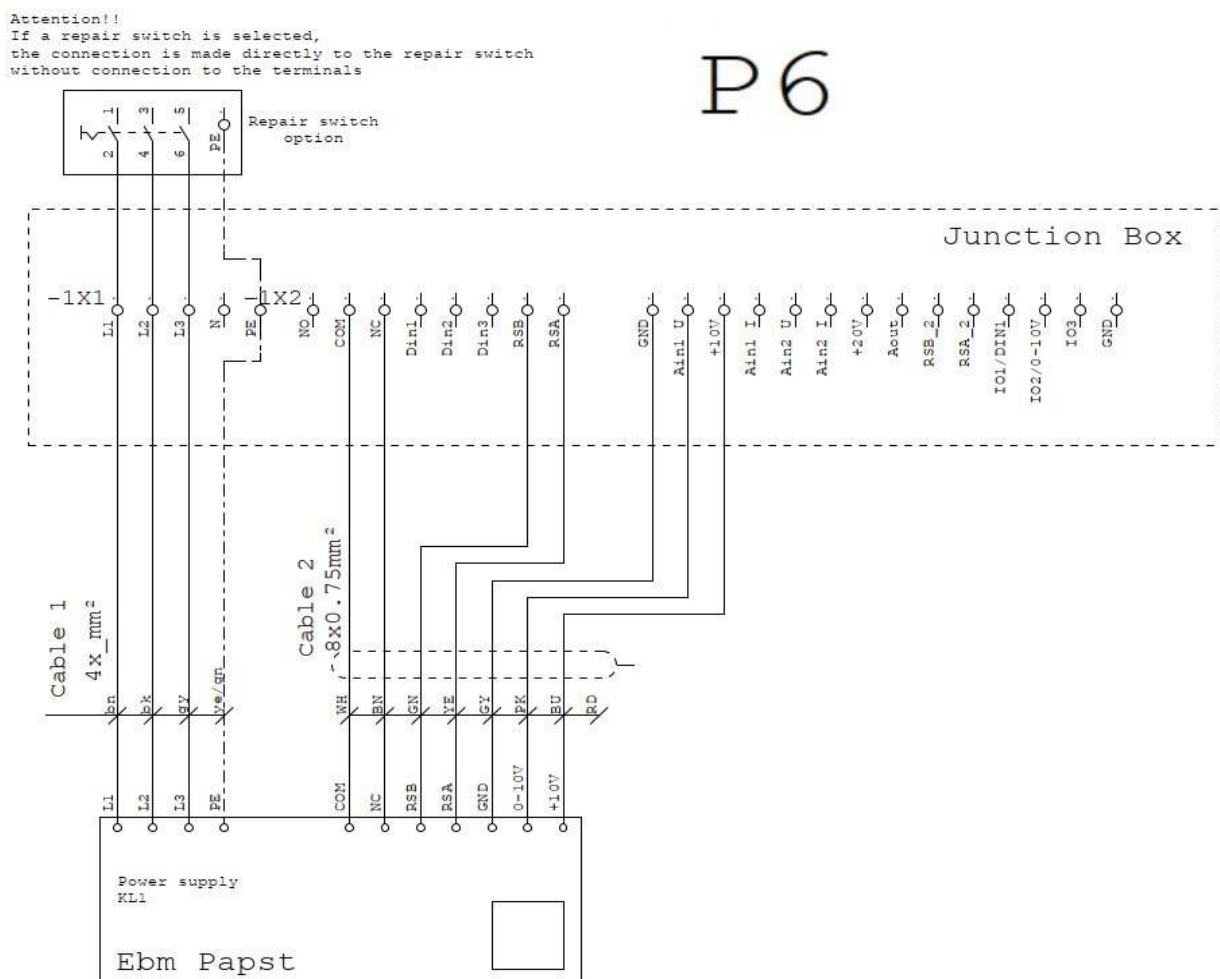 Attention!!
If a repair switch is selected,
the connection is made directly to the repair switch
without connection to the terminals
P6
1 3 5
2 4 6 PE
Repair switch
option
Junction Box
-1X1 -1X2
L1 L2 L3 N PE NO COM NC Din1 Din2 Din3 RSB RSA GND Ain1 U +10V Ain1 I Ain2 U Ain2 I +20V Aout RSB_2 RSA_2 IO1/DIN1 IO2/0-10V IO3 GND
Cable 1
4x_mm²
Cable 2
8x0.75mm²
bn bk gy ye/gn WH BN GN YE GY PK BU RD
L1 L2 L3 PE COM NC RSB RSA GND 0-10V +10V
Power supply
KL1
Ebm Papst